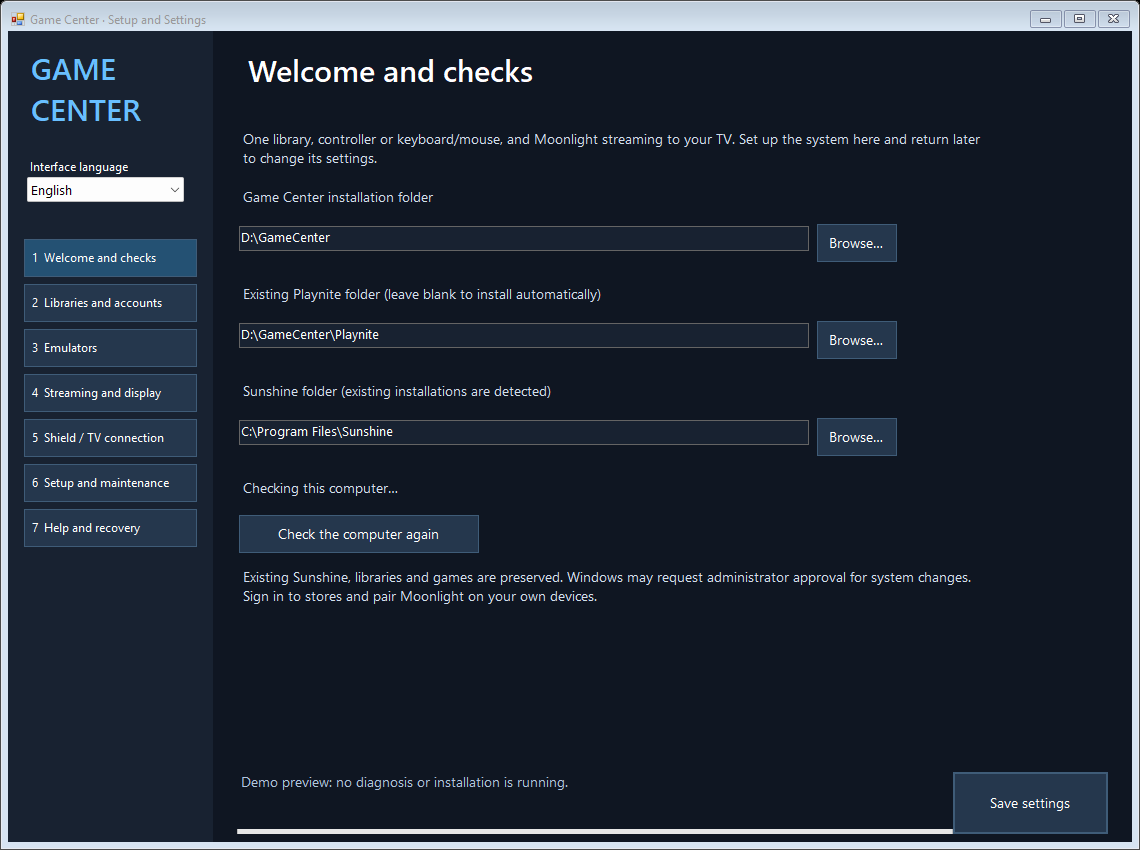 Game Center · Setup and Settings
GAME
CENTER
Interface language
English
1 Welcome and checks
2 Libraries and accounts
3 Emulators
4 Streaming and display
5 Shield / TV connection
6 Setup and maintenance
7 Help and recovery
Welcome and checks
One library, controller or keyboard/mouse, and Moonlight streaming to your TV. Set up the system here and return later
to change its settings.
Game Center installation folder
D:\GameCenter
Browse...
Existing Playnite folder (leave blank to install automatically)
D:\GameCenter\Playnite
Browse...
Sunshine folder (existing installations are detected)
C:\Program Files\Sunshine
Browse...
Checking this computer...
Check the computer again
Existing Sunshine, libraries and games are preserved. Windows may request administrator approval for system changes.
Sign in to stores and pair Moonlight on your own devices.
Demo preview: no diagnosis or installation is running.
Save settings